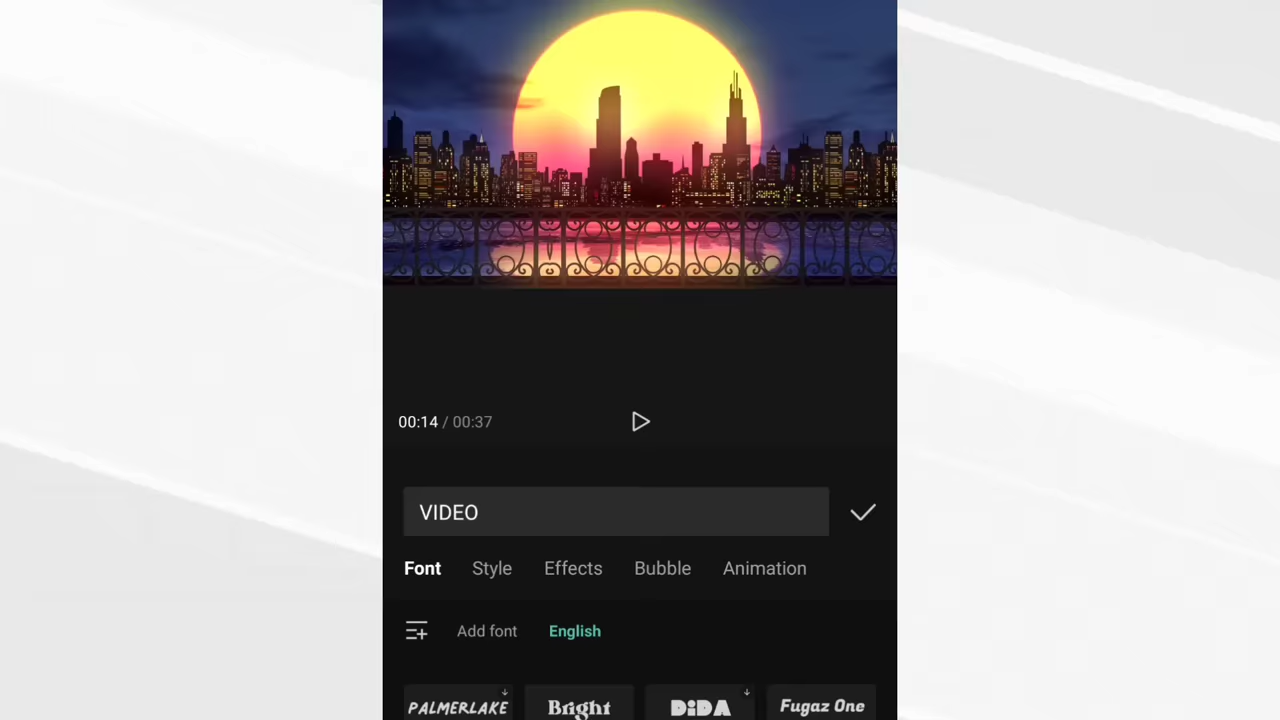 00:14 / 00:37
VIDEO
Font Style Effects Bubble Animation
Add font English
PALMERLAKE Bright DiDA Fugaz One